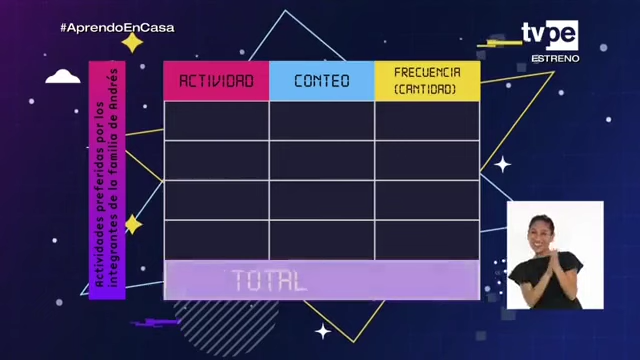 #AprendoEnCasa
tvpe
ESTRENO
Actividades preferidas por los
integrantes de la familia de Andrés
ACTIVIDAD
CONTEO
FRECUENCIA
(CANTIDAD)
TOTAL